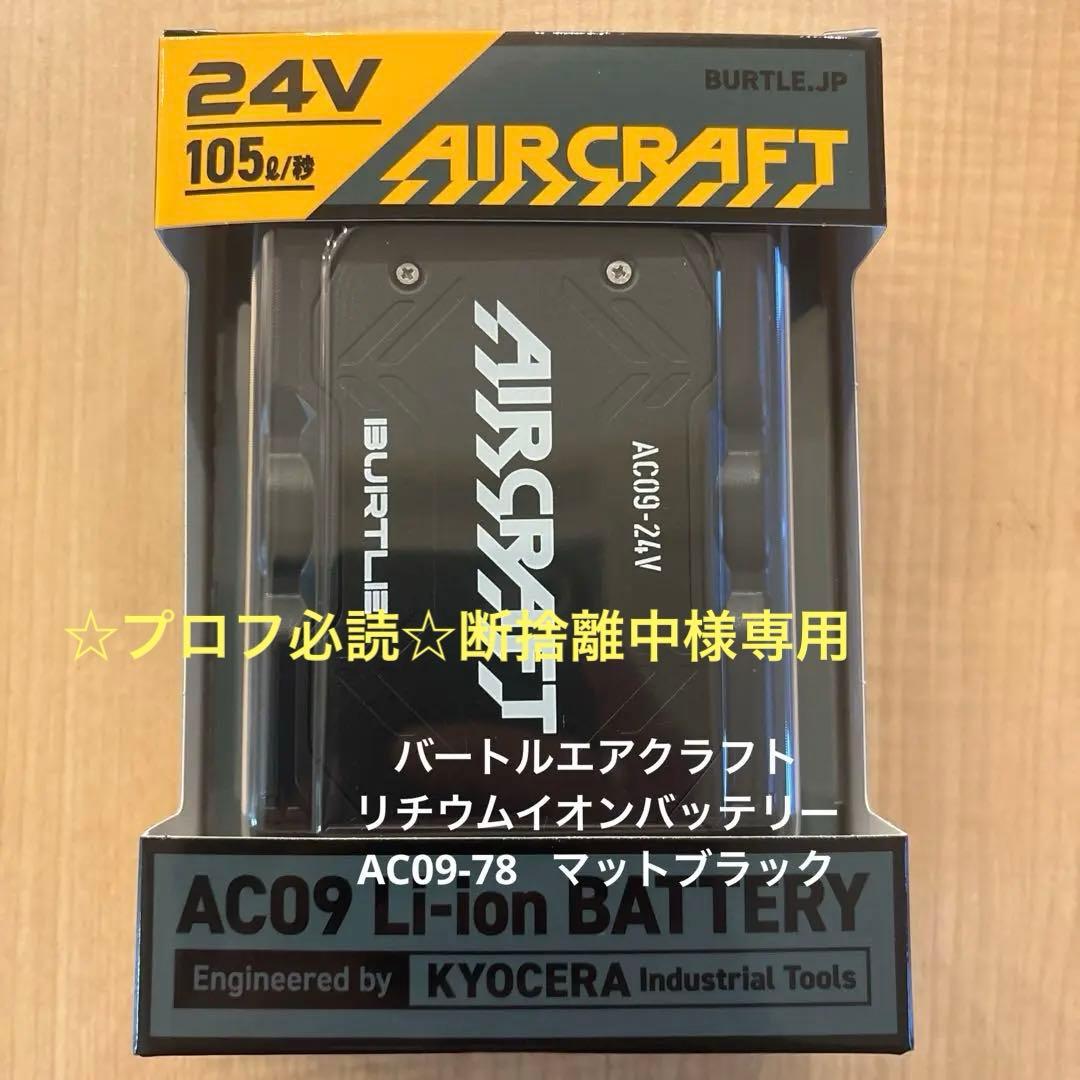 24V
105ℓ/秒
BURTLE.JP
AIRCRAFT
AIRCRAFT
BURTLE
AC09-24V
☆プロフ必読☆断捨離中様専用
バートルエアクラフト
リチウムイオンバッテリー
AC09-78 マットブラック
AC09 Li-ion BATTERY
Engineered by KYOCERA Industrial Tools